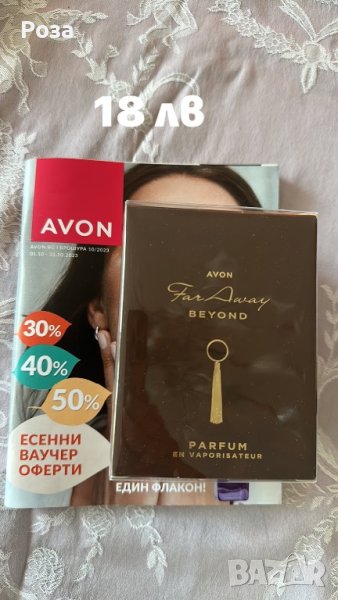 Роза
18 лв
AVON
AVON.BG | БРОШУРА 10/2023
01.10 - 31.10.2023
30%
40%
50%
ЕСЕННИ
ВАУЧЕР
ОФЕРТИ
ЕДИН ФЛАКОН!
AVON
Far Away
BEYOND
PARFUM
EN VAPORISATEUR
BAZAR